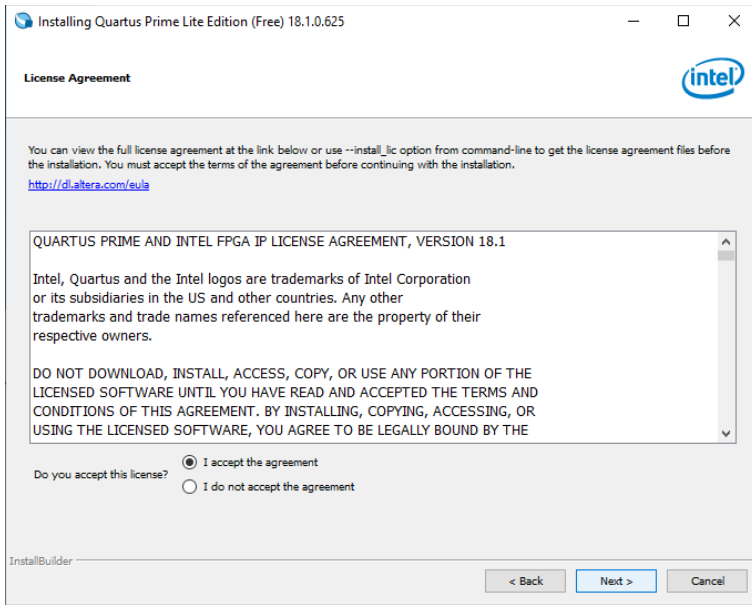 Installing Quartus Prime Lite Edition (Free) 18.1.0.625
License Agreement
intel
You can view the full license agreement at the link below or use --install_lic option from command-line to get the license agreement files before
the installation. You must accept the terms of the agreement before continuing with the installation.
http://dl.altera.com/eula
QUARTUS PRIME AND INTEL FPGA IP LICENSE AGREEMENT, VERSION 18.1
Intel, Quartus and the Intel logos are trademarks of Intel Corporation
or its subsidiaries in the US and other countries. Any other
trademarks and trade names referenced here are the property of their
respective owners.
DO NOT DOWNLOAD, INSTALL, ACCESS, COPY, OR USE ANY PORTION OF THE
LICENSED SOFTWARE UNTIL YOU HAVE READ AND ACCEPTED THE TERMS AND
CONDITIONS OF THIS AGREEMENT. BY INSTALLING, COPYING, ACCESSING, OR
USING THE LICENSED SOFTWARE, YOU AGREE TO BE LEGALLY BOUND BY THE
Do you accept this license?
I accept the agreement
I do not accept the agreement
InstallBuilder
< Back
Next >
Cancel